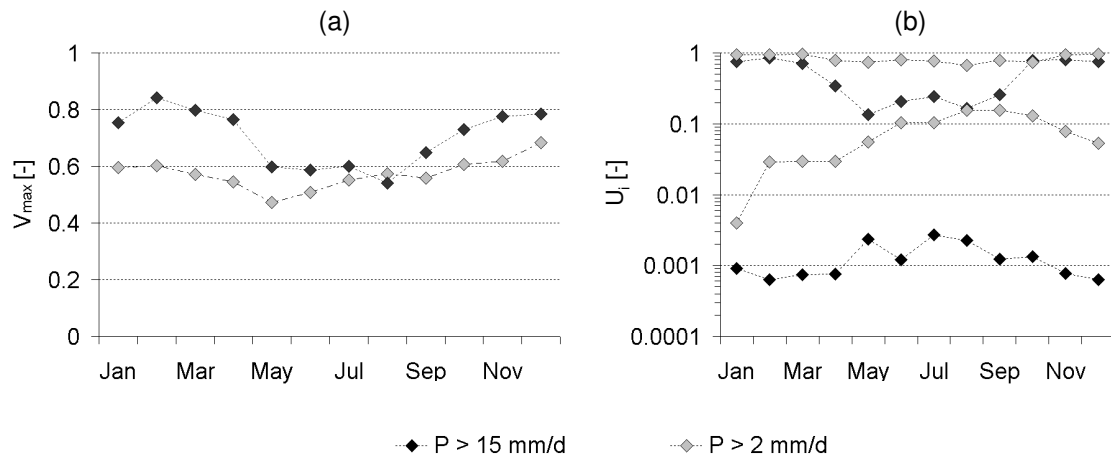 (a)
1
0.8
0.6
0.4
0.2
0
Vmax [-]
Jan Mar May Jul Sep Nov
(b)
1
0.1
0.01
0.001
0.0001
Ui [-]
Jan Mar May Jul Sep Nov
P > 15 mm/d P > 2 mm/d